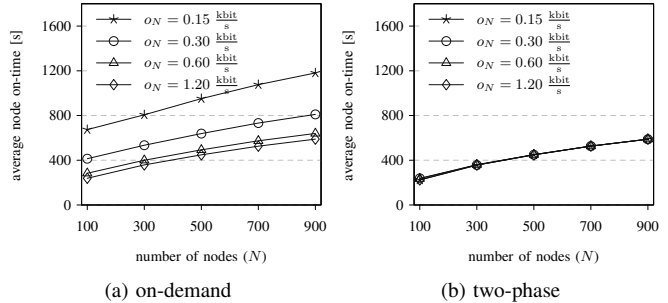 average node on-time [s]
1600
1200
800
400
0
o_N = 0.15 kbit/s
o_N = 0.30 kbit/s
o_N = 0.60 kbit/s
o_N = 1.20 kbit/s
100 300 500 700 900
number of nodes (N)
(a) on-demand
average node on-time [s]
1600
1200
800
400
0
o_N = 0.15 kbit/s
o_N = 0.30 kbit/s
o_N = 0.60 kbit/s
o_N = 1.20 kbit/s
100 300 500 700 900
number of nodes (N)
(b) two-phase